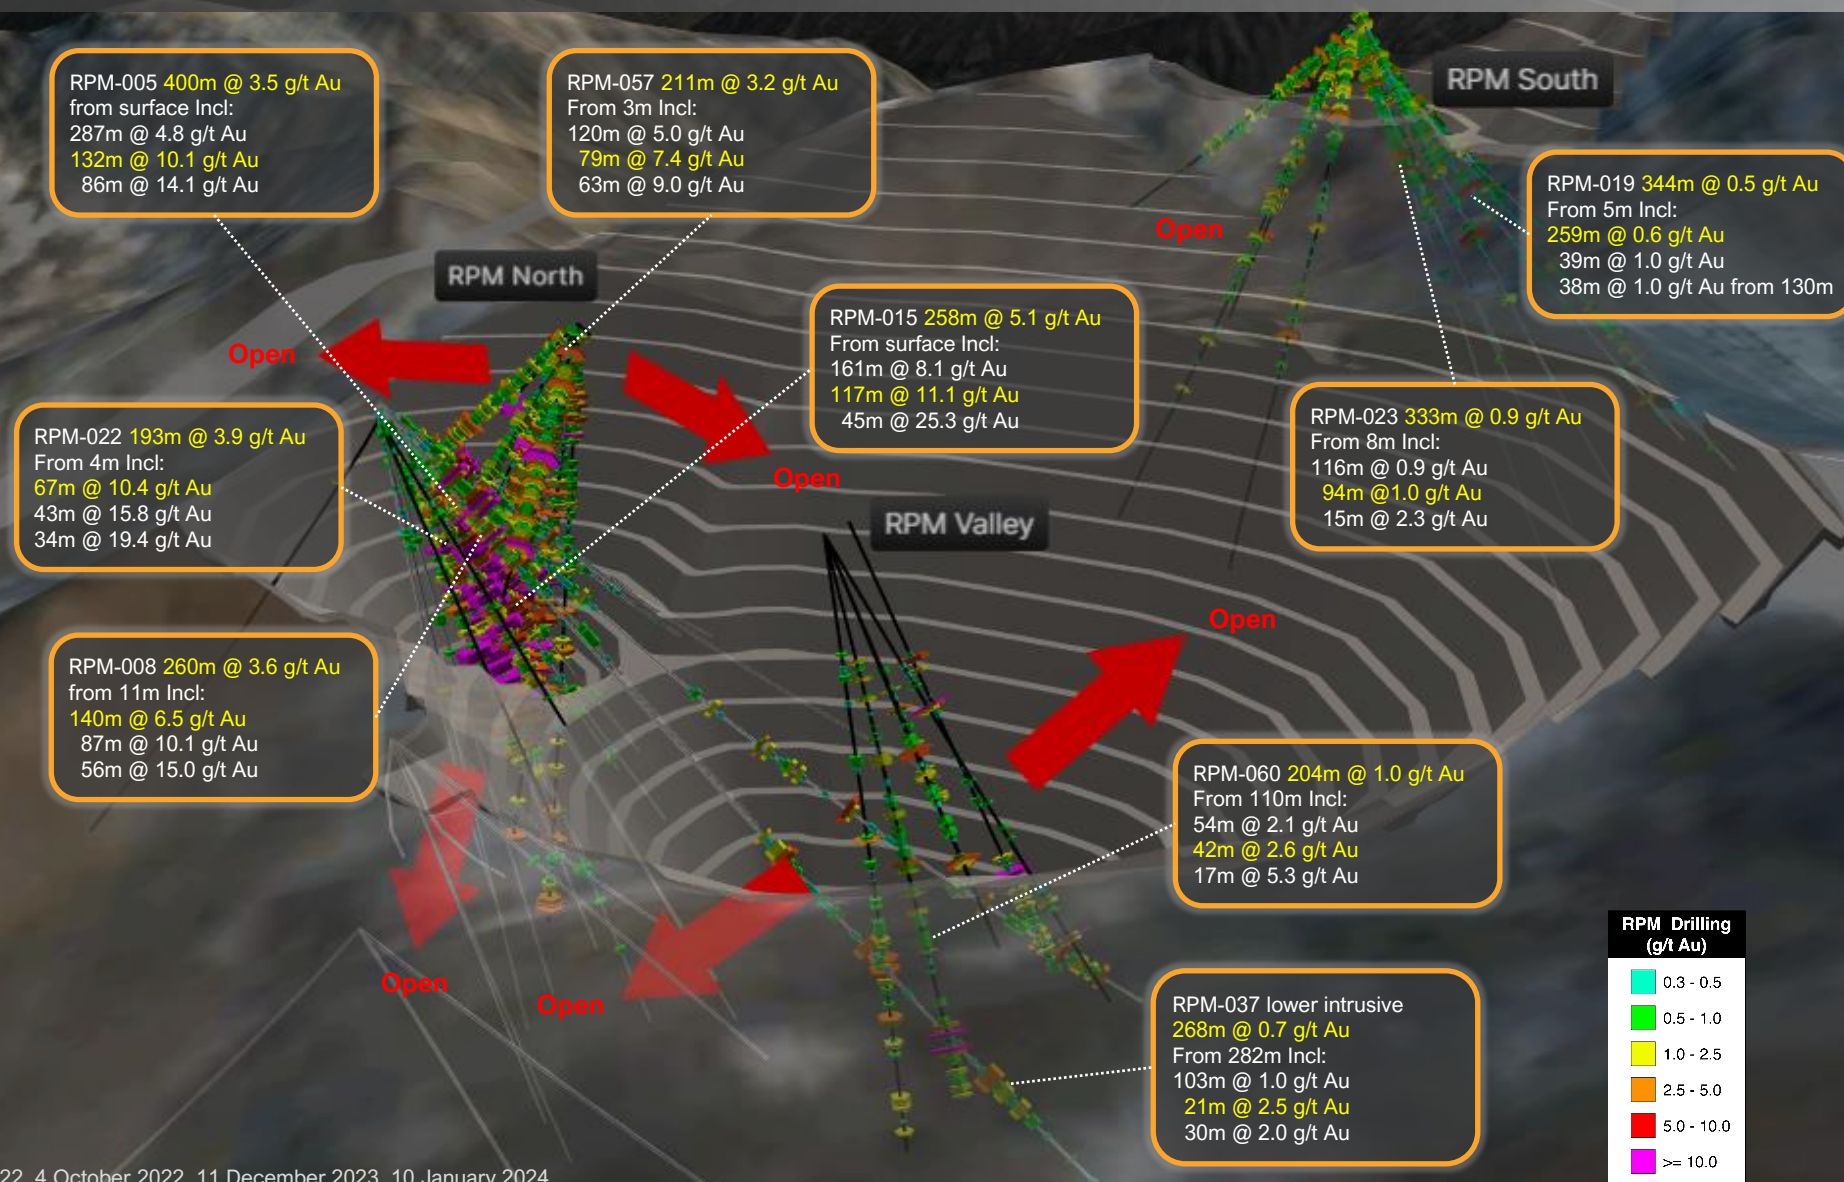 RPM-005 400m @ 3.5 g/t Au
from surface Incl:
287m @ 4.8 g/t Au
132m @ 10.1 g/t Au
86m @ 14.1 g/t Au
RPM-057 211m @ 3.2 g/t Au
From 3m Incl:
120m @ 5.0 g/t Au
79m @ 7.4 g/t Au
63m @ 9.0 g/t Au
RPM South
RPM-019 344m @ 0.5 g/t Au
From 5m Incl:
259m @ 0.6 g/t Au
39m @ 1.0 g/t Au
38m @ 1.0 g/t Au from 130m
Open
RPM North
RPM-015 258m @ 5.1 g/t Au
From surface Incl:
161m @ 8.1 g/t Au
117m @ 11.1 g/t Au
45m @ 25.3 g/t Au
Open
RPM-022 193m @ 3.9 g/t Au
From 4m Incl:
67m @ 10.4 g/t Au
43m @ 15.8 g/t Au
34m @ 19.4 g/t Au
Open
RPM-023 333m @ 0.9 g/t Au
From 8m Incl:
116m @ 0.9 g/t Au
94m @1.0 g/t Au
15m @ 2.3 g/t Au
RPM Valley
Open
RPM-008 260m @ 3.6 g/t Au
from 11m Incl:
140m @ 6.5 g/t Au
87m @ 10.1 g/t Au
56m @ 15.0 g/t Au
RPM-060 204m @ 1.0 g/t Au
From 110m Incl:
54m @ 2.1 g/t Au
42m @ 2.6 g/t Au
17m @ 5.3 g/t Au
Open
Open
RPM-037 lower intrusive
268m @ 0.7 g/t Au
From 282m Incl:
103m @ 1.0 g/t Au
21m @ 2.5 g/t Au
30m @ 2.0 g/t Au
RPM Drilling
(g/t Au)
0.3 - 0.5
0.5 - 1.0
1.0 - 2.5
2.5 - 5.0
5.0 - 10.0
>= 10.0
22, 4 October 2022, 11 December 2023, 10 January 2024